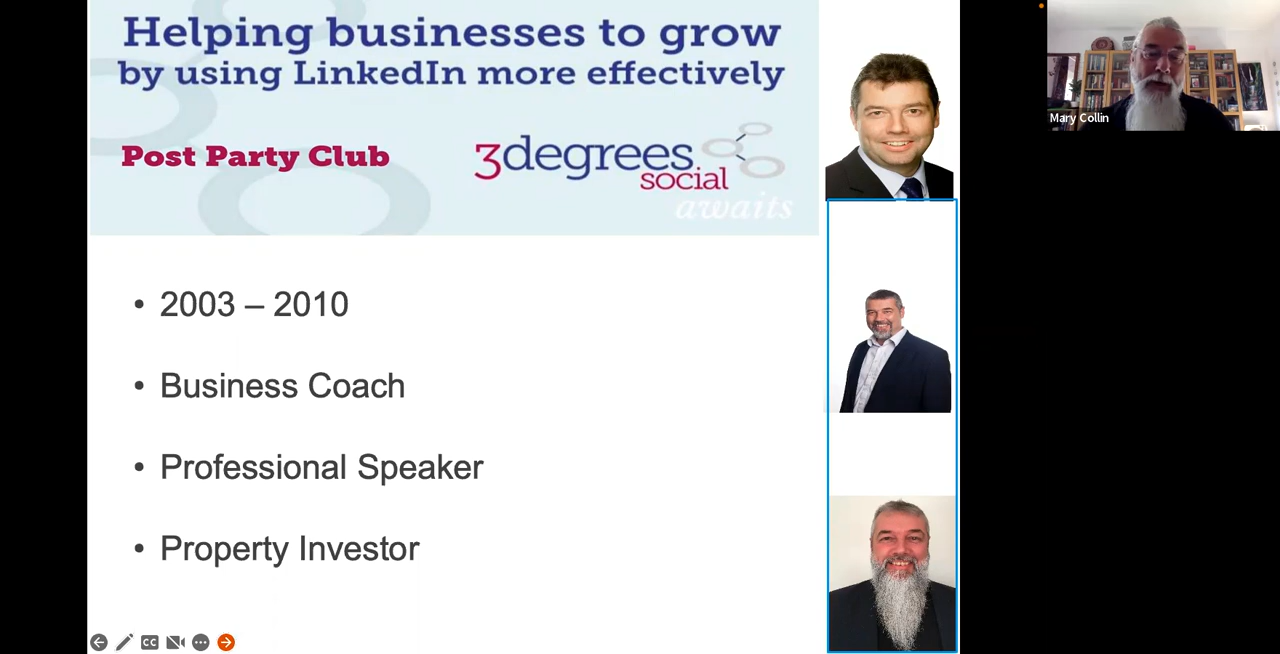 Helping businesses to grow
by using LinkedIn more effectively
Post Party Club
3degrees
social
awaits
• 2003 – 2010
• Business Coach
• Professional Speaker
• Property Investor
CC
Mary Collin